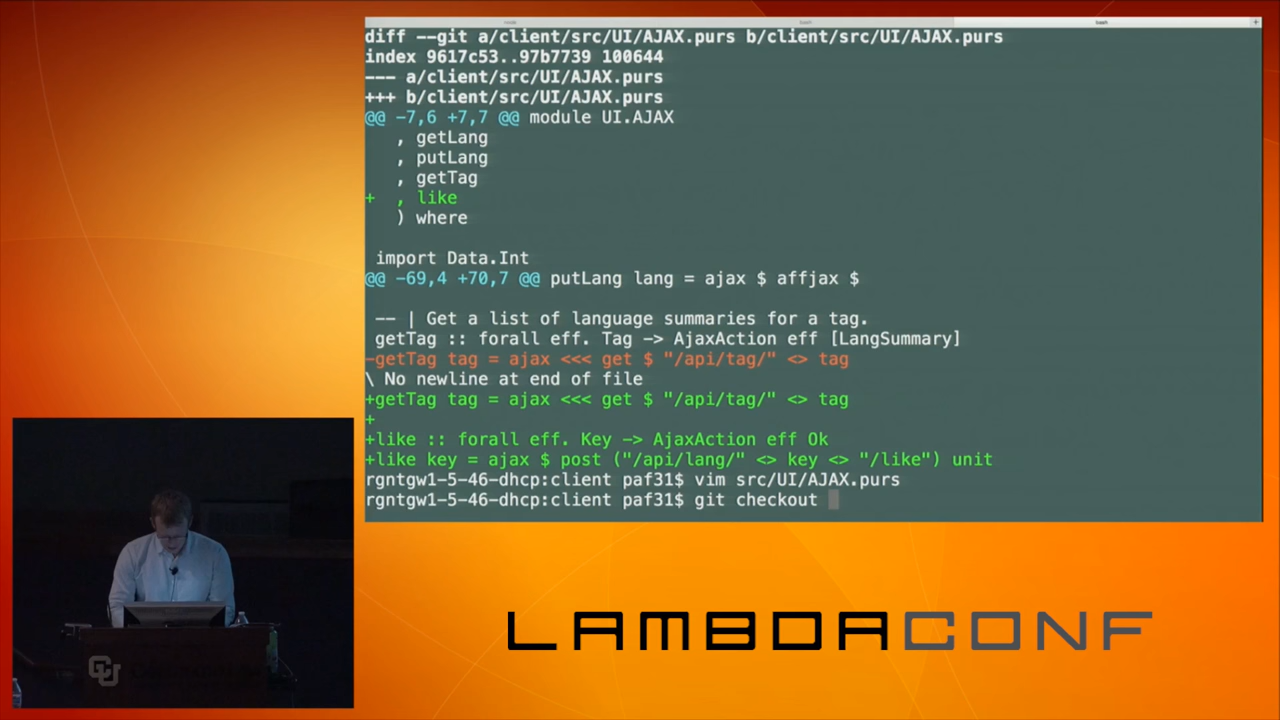 diff --git a/client/src/UI/AJAX.purs b/client/src/UI/AJAX.purs
index 9617c53..97b7739 100644
--- a/client/src/UI/AJAX.purs
+++ b/client/src/UI/AJAX.purs
@@ -7,6 +7,7 @@ module UI.AJAX
   , getLang
   , putLang
   , getTag
+  , like
   ) where
 import Data.Int
@@ -69,4 +70,7 @@ putLang lang = ajax $ affjax $
 -- | Get a list of language summaries for a tag.
 getTag :: forall eff. Tag -> AjaxAction eff [LangSummary]
-getTag tag = ajax <<< get $ "/api/tag/" <> tag
\ No newline at end of file
+getTag tag = ajax <<< get $ "/api/tag/" <> tag
+
+like :: forall eff. Key -> AjaxAction eff Ok
+like key = ajax $ post ("/api/lang/" <> key <> "/like") unit
rgntgw1-5-46-dhcp:client paf31$ vim src/UI/AJAX.purs
rgntgw1-5-46-dhcp:client paf31$ git checkout
LAMBDACONF
CU